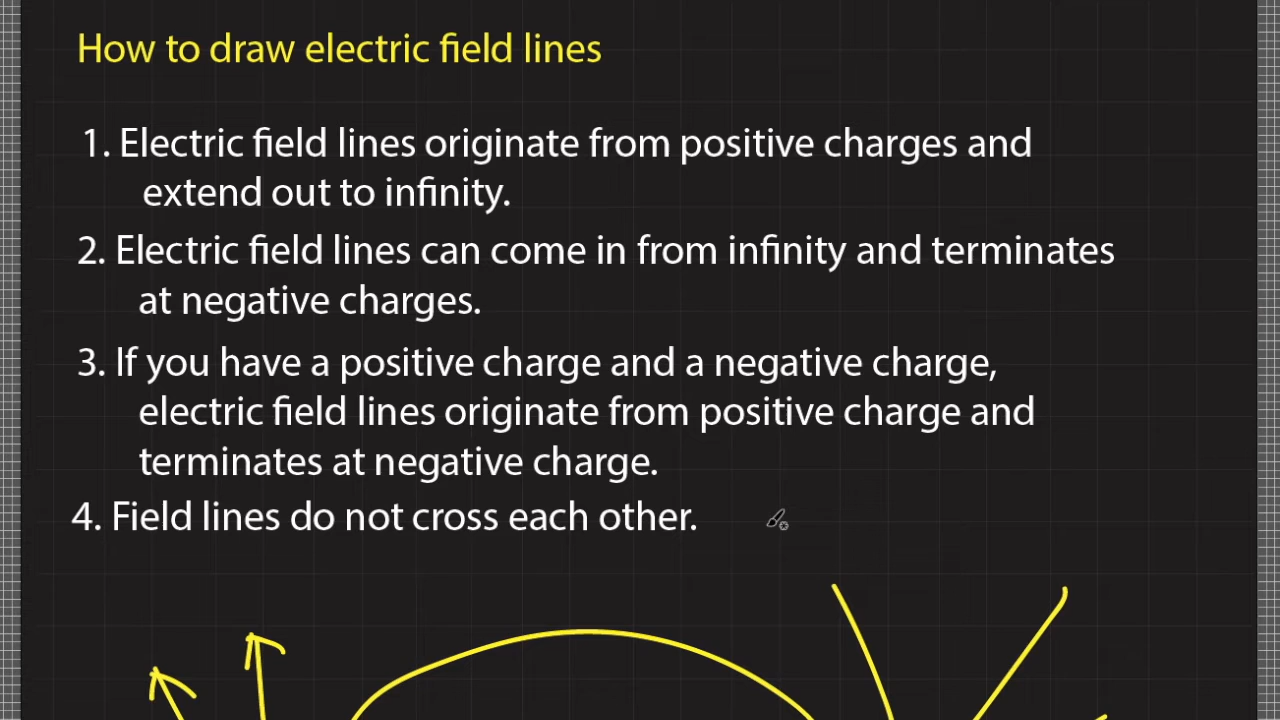 How to draw electric field lines
1. Electric field lines originate from positive charges and
extend out to infinity.
2. Electric field lines can come in from infinity and terminates
at negative charges.
3. If you have a positive charge and a negative charge,
electric field lines originate from positive charge and
terminates at negative charge.
4. Field lines do not cross each other.